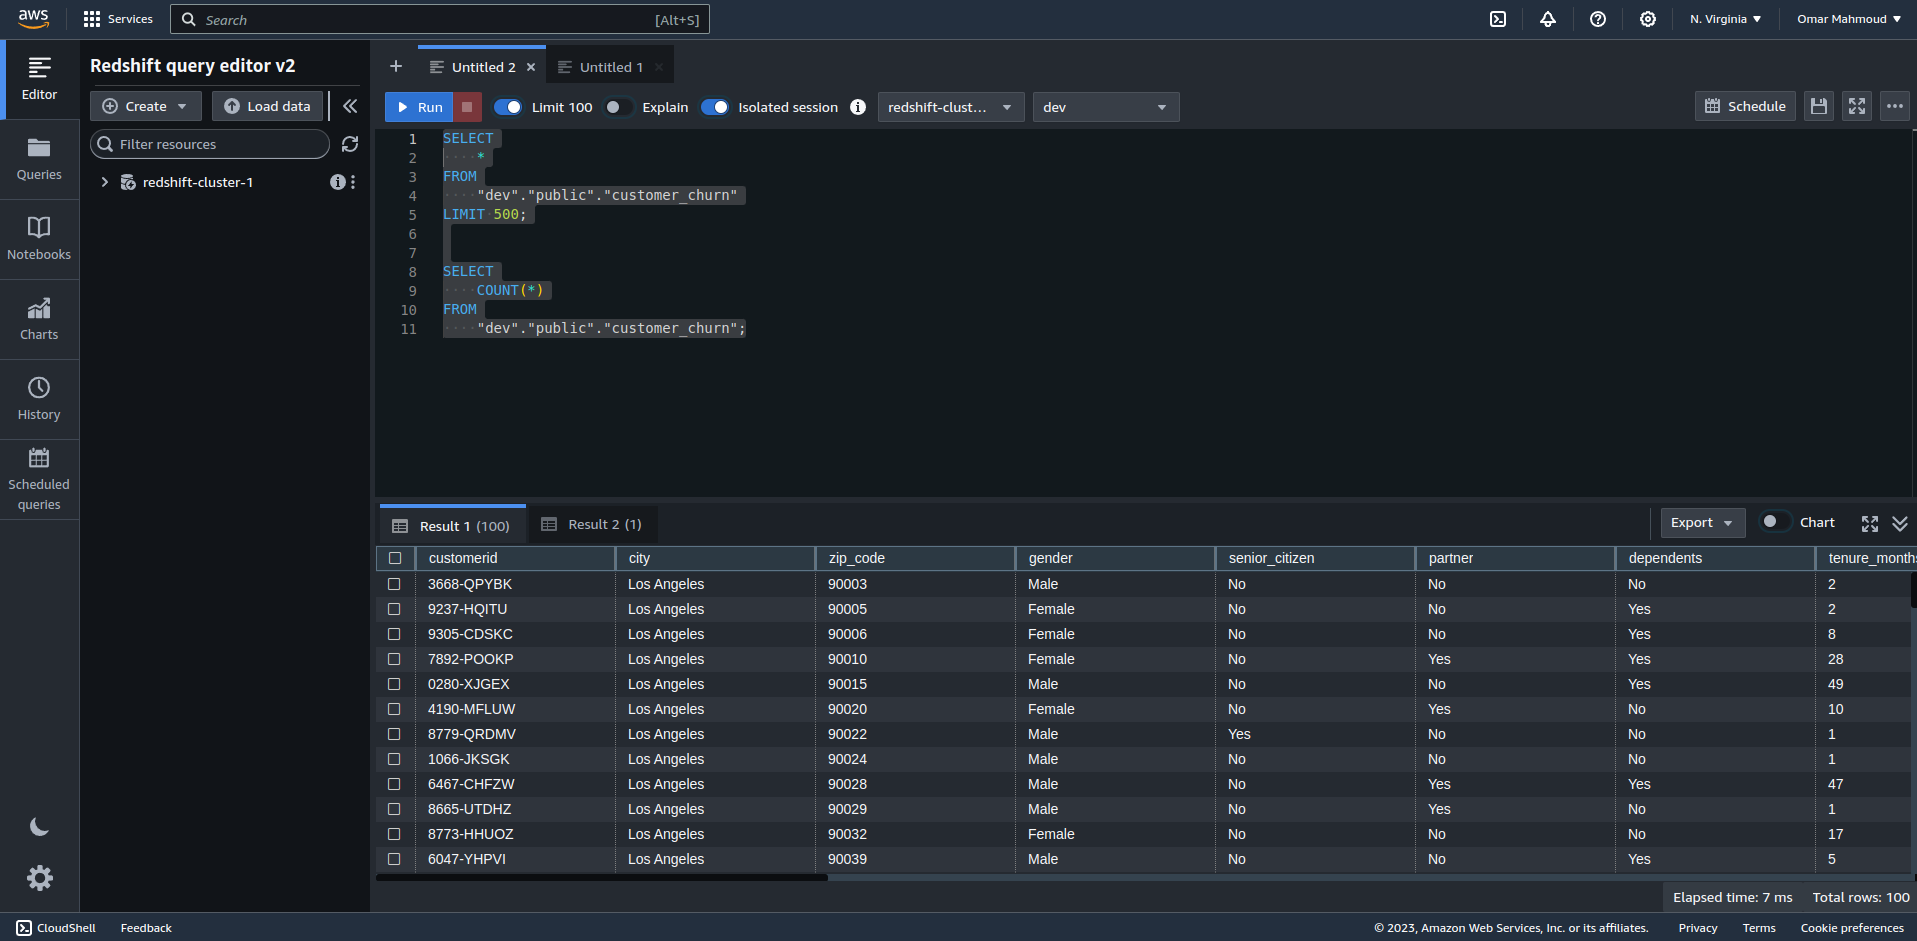 aws
Services
Search
[Alt+S]
N. Virginia
Omar Mahmoud
Editor
Queries
Notebooks
Charts
History
Scheduled
queries
Redshift query editor v2
Create
Load data
Filter resources
redshift-cluster-1
Untitled 2
Untitled 1
Run
Limit 100
Explain
Isolated session
redshift-clust...
dev
Schedule
1 SELECT
2 *
3 FROM
4 "dev"."public"."customer_churn"
5 LIMIT 500;
6
7
8 SELECT
9 COUNT(*)
10 FROM
11 "dev"."public"."customer_churn";
Result 1 (100)
Result 2 (1)
Export
Chart
customerid city zip_code gender senior_citizen partner dependents tenure_months
3668-QPYBK Los Angeles 90003 Male No No No 2
9237-HQITU Los Angeles 90005 Female No No Yes 2
9305-CDSKC Los Angeles 90006 Female No No Yes 8
7892-POOKP Los Angeles 90010 Female No Yes Yes 28
0280-XJGEX Los Angeles 90015 Male No No Yes 49
4190-MFLUW Los Angeles 90020 Female No Yes No 10
8779-QRDMV Los Angeles 90022 Male Yes No No 1
1066-JKSGK Los Angeles 90024 Male No No No 1
6467-CHFZW Los Angeles 90028 Male No Yes Yes 47
8665-UTDHZ Los Angeles 90029 Male No Yes No 1
8773-HHUOZ Los Angeles 90032 Female No No No 17
6047-YHPVI Los Angeles 90039 Male No No Yes 5
Elapsed time: 7 ms Total rows: 100
CloudShell
Feedback
© 2023, Amazon Web Services, Inc. or its affiliates.
Privacy
Terms
Cookie preferences